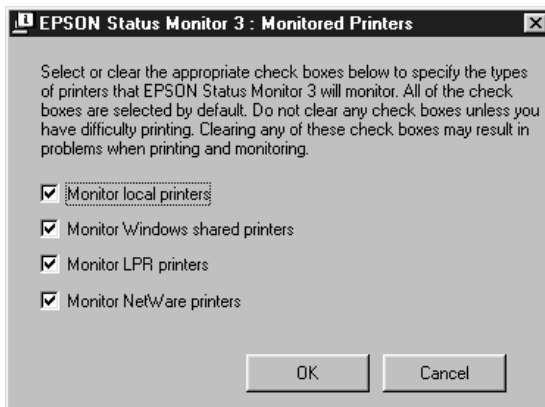 EPSON Status Monitor 3 : Monitored Printers
Select or clear the appropriate check boxes below to specify the types
of printers that EPSON Status Monitor 3 will monitor. All of the check
boxes are selected by default. Do not clear any check boxes unless you
have difficulty printing. Clearing any of these check boxes may result in
problems when printing and monitoring.
Monitor local printers
Monitor Windows shared printers
Monitor LPR printers
Monitor NetWare printers
OK
Cancel